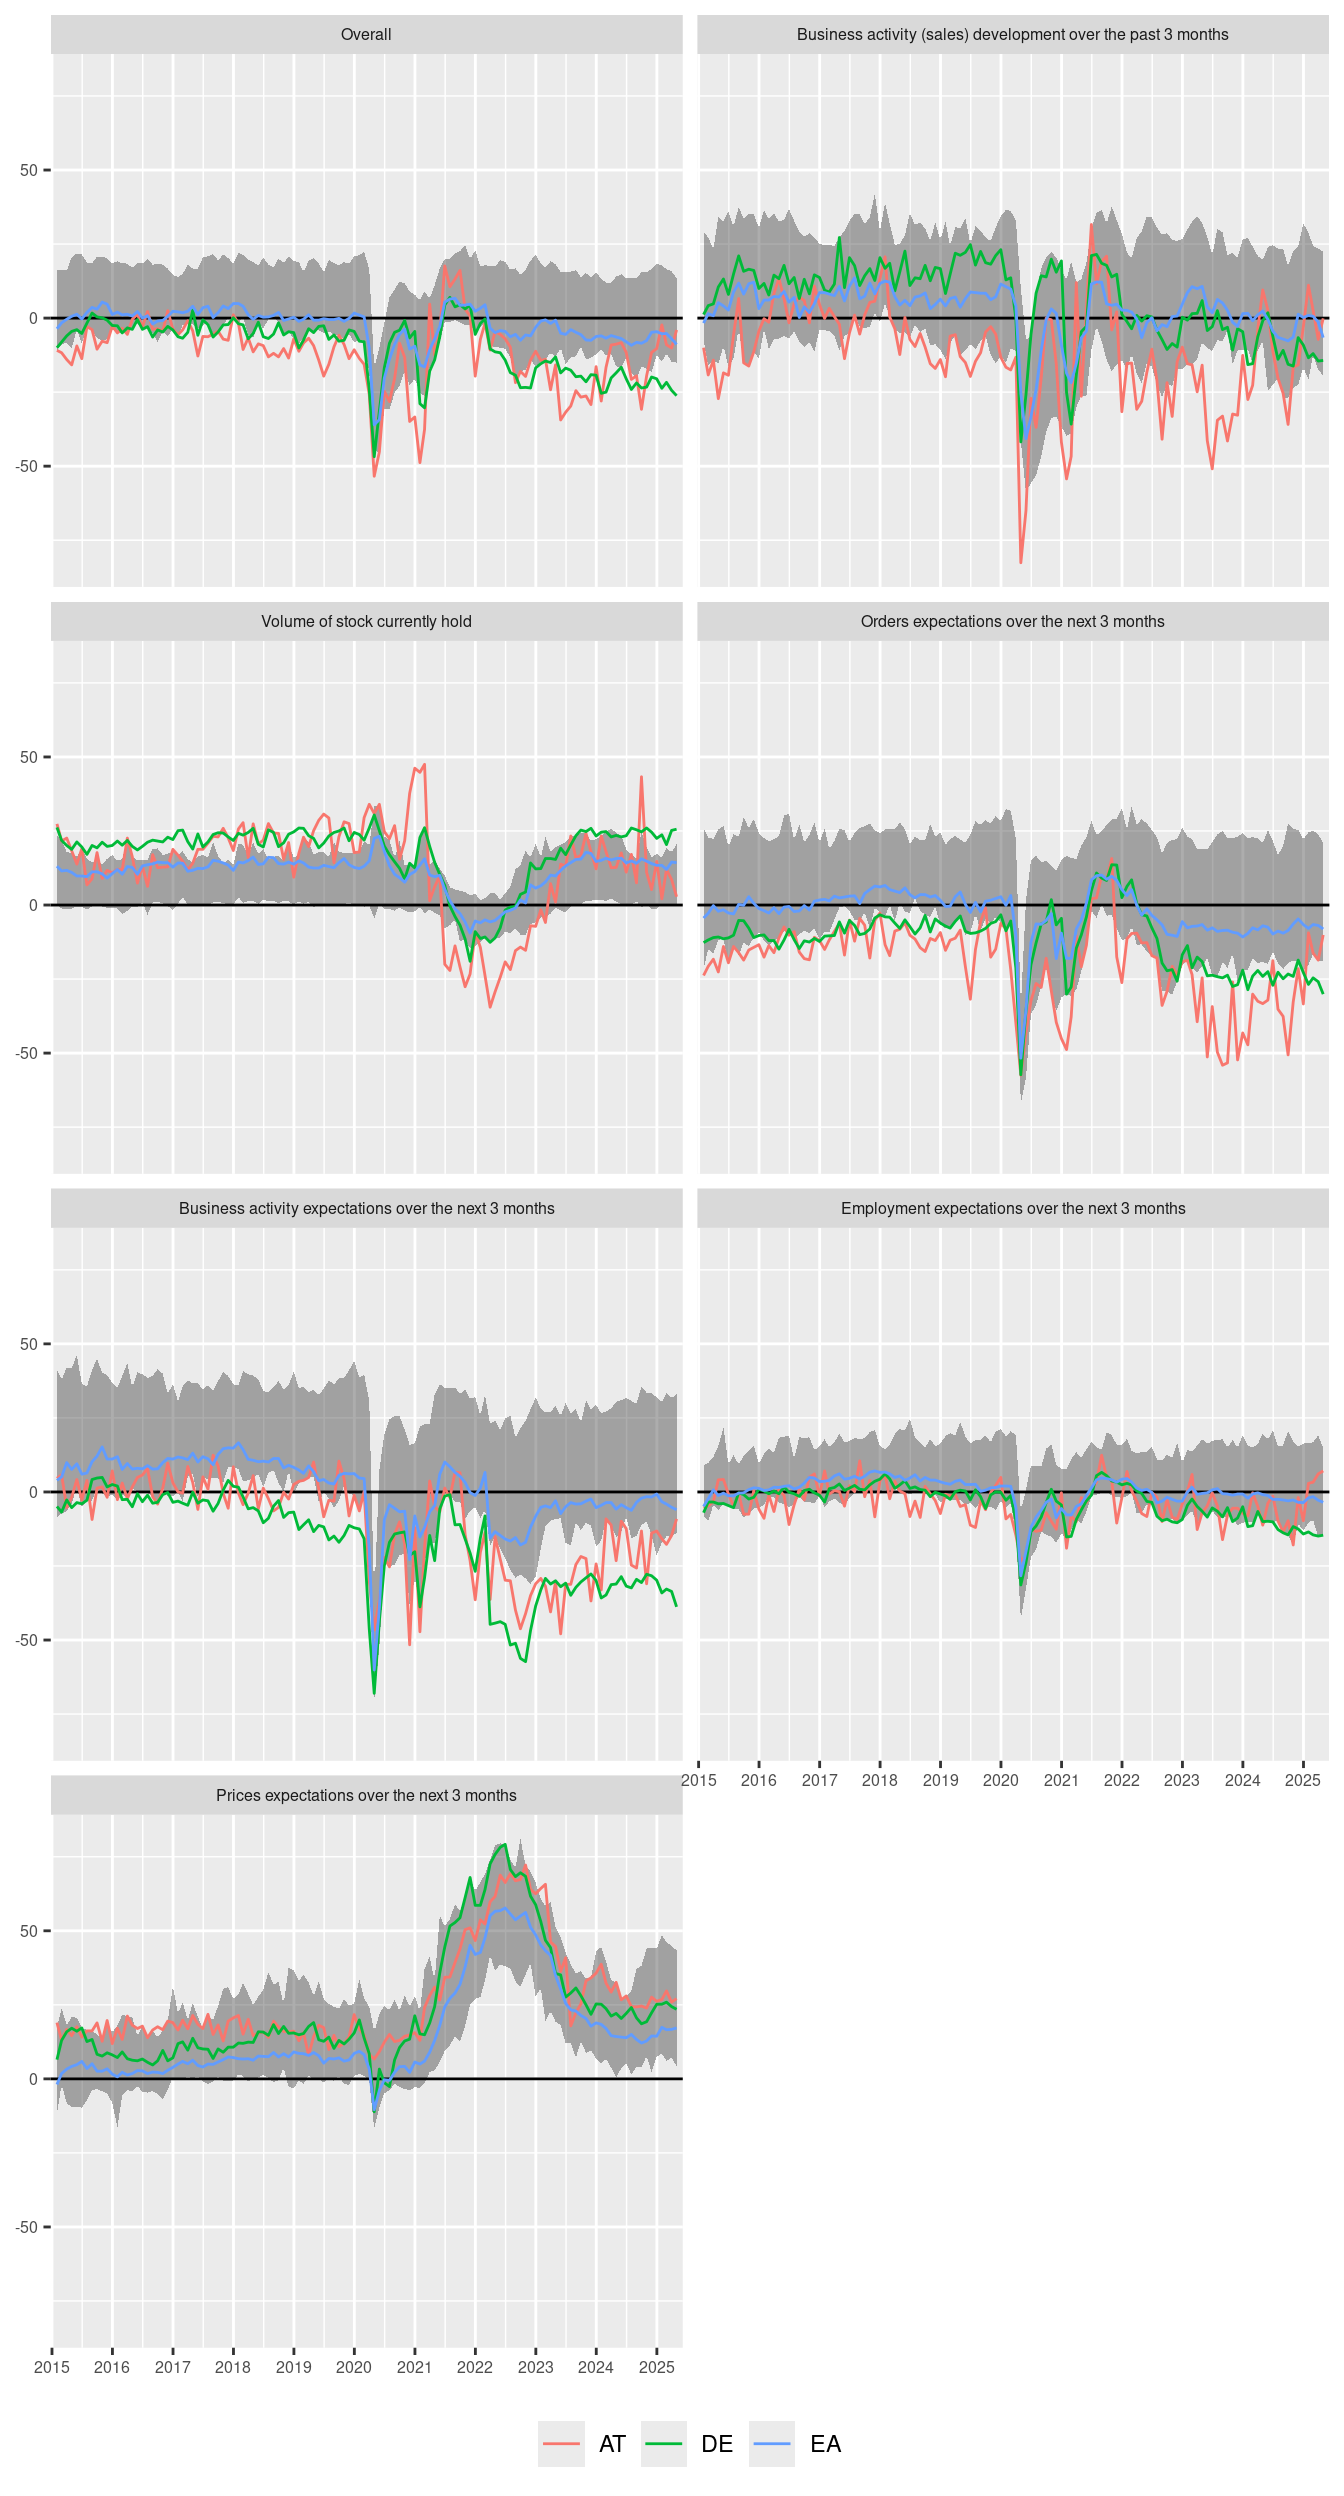 Overall
Business activity (sales) development over the past 3 months
50
0
-50
Volume of stock currently hold
Orders expectations over the next 3 months
50
0
-50
Business activity expectations over the next 3 months
Employment expectations over the next 3 months
50
0
-50
2015 2016 2017 2018 2019 2020 2021 2022 2023 2024 2025
Prices expectations over the next 3 months
50
0
-50
2015 2016 2017 2018 2019 2020 2021 2022 2023 2024 2025
AT DE EA